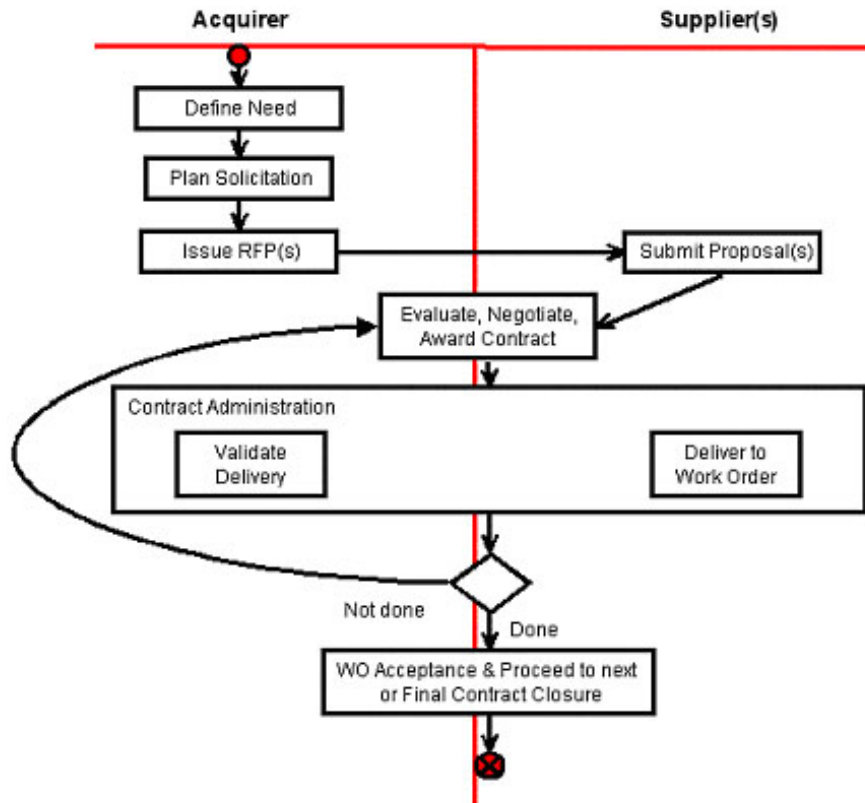 Acquirer
Supplier(s)
Define Need
Plan Solicitation
Issue RFP(s)
Submit Proposal(s)
Evaluate, Negotiate,
Award Contract
Contract Administration
Validate
Delivery
Deliver to
Work Order
Not done
Done
WO Acceptance & Proceed to next
or Final Contract Closure